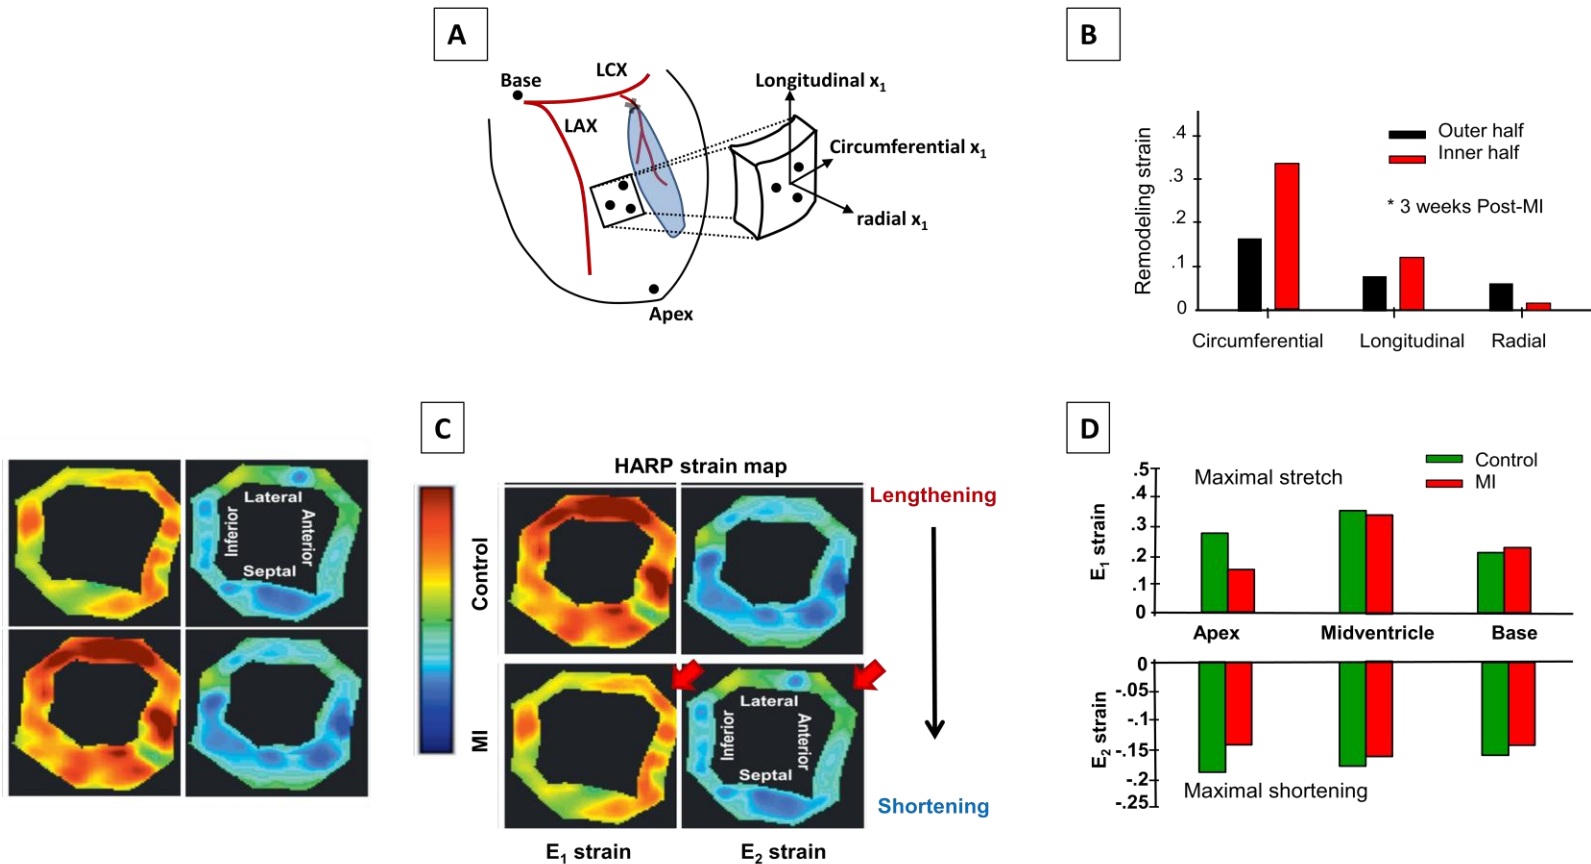 A
Base
LCX
LAX
Apex
Longitudinal x₁
Circumferential x₁
radial x₁
B
Remodeling strain
.4
.3
.2
.1
0
Outer half
Inner half
* 3 weeks Post-MI
Circumferential
Longitudinal
Radial
Lateral
Inferior
Anterior
Septal
C
HARP strain map
Control
MI
Lengthening
Shortening
Lateral
Inferior
Anterior
Septal
E₁ strain
E₂ strain
D
Control
MI
Maximal stretch
E₁ strain
.5
.4
.3
.2
.1
0
Apex
Midventricle
Base
E₂ strain
0
-.05
-.1
-.15
-.2
-.25
Maximal shortening